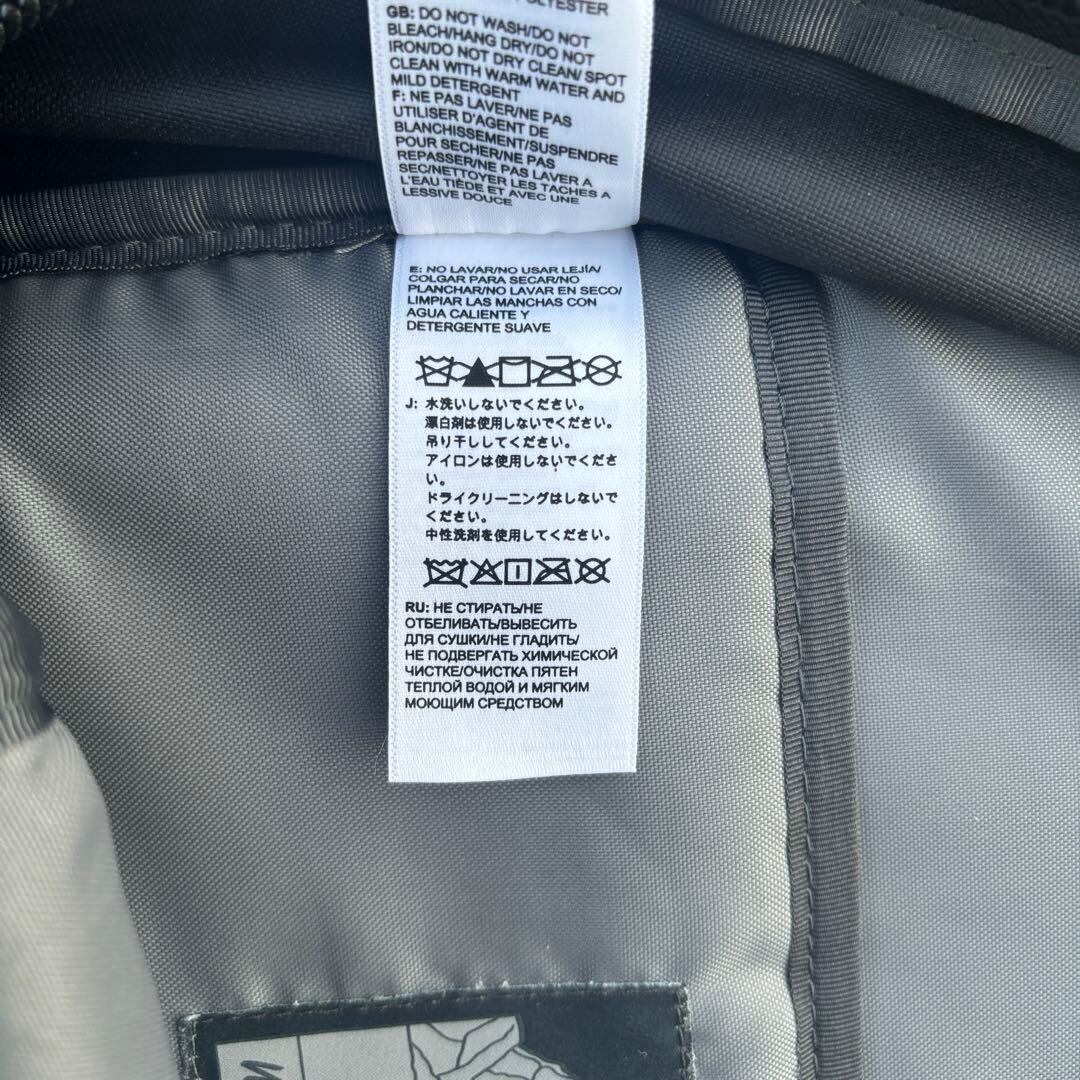 POLYESTER
GB: DO NOT WASH/DO NOT
BLEACH/HANG DRY/DO NOT
IRON/DO NOT DRY CLEAN/ SPOT
CLEAN WITH WARM WATER AND
MILD DETERGENT
F: NE PAS LAVER/NE PAS
UTILISER D'AGENT DE
BLANCHISSEMENT/SUSPENDRE
POUR SECHER/NE PAS
REPASSER/NE PAS LAVER A
SEC/NETTOYER LES TACHES A
L'EAU TIÈDE ET AVEC UNE
LESSIVE DOUCE
E: NO LAVAR/NO USAR LEJÍA/
COLGAR PARA SECAR/NO
PLANCHAR/NO LAVAR EN SECO/
LIMPIAR LAS MANCHAS CON
AGUA CALIENTE Y
DETERGENTE SUAVE
J: 水洗いしないでください。
漂白剤は使用しないでください。
吊り干ししてください。
アイロンは使用しないでくださ
い。
ドライクリーニングはしないで
ください。
中性洗剤を使用してください。
RU: НЕ СТИРАТЬ/НЕ
ОТБЕЛИВАТЬ/ВЫВЕСИТЬ
ДЛЯ СУШКИ/НЕ ГЛАДИТЬ/
НЕ ПОДВЕРГАТЬ ХИМИЧЕСКОЙ
ЧИСТКЕ/ОЧИСТКА ПЯТЕН
ТЕПЛОЙ ВОДОЙ И МЯГКИМ
МОЮЩИМ СРЕДСТВОМ